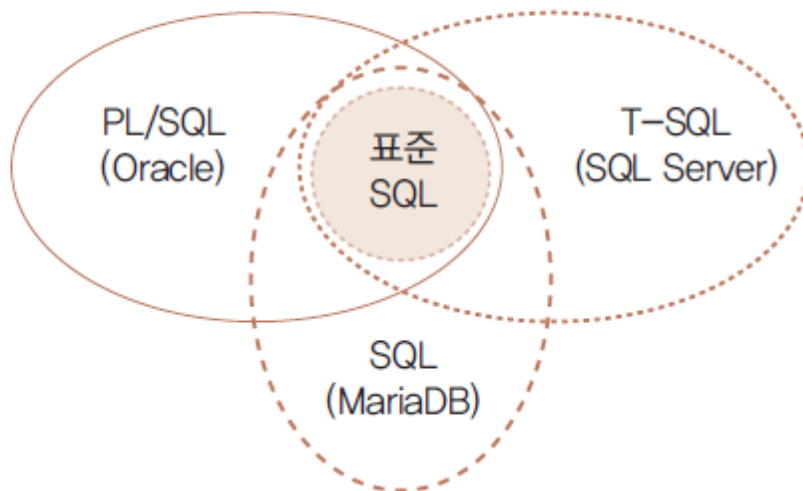 PL/SQL
(Oracle)
표준
SQL
T-SQL
(SQL Server)
SQL
(MariaDB)